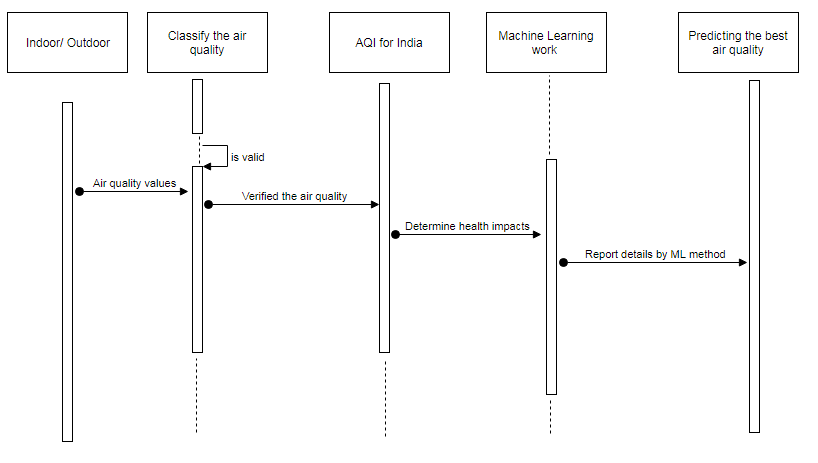 Indoor/ Outdoor
Classify the air
quality
AQI for India
Machine Learning
work
Predicting the best
air quality
is valid
Air quality values
Verified the air quality
Determine health impacts
Report details by ML method